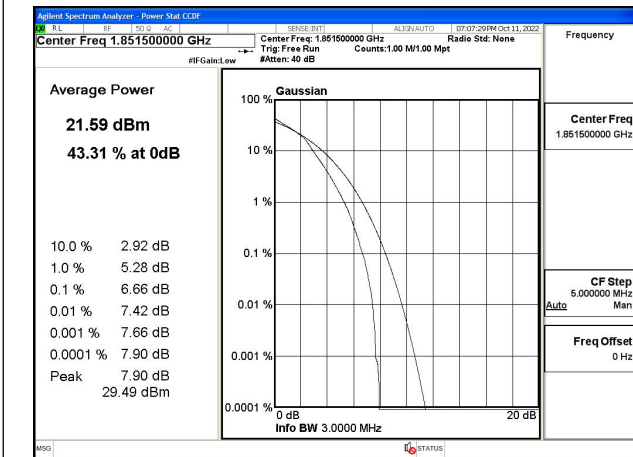 Agilent Spectrum Analyzer - Power Stat CCDF
RL RF 50 Ω AC SENSE:INT ALIGN AUTO 07:07:29PM Oct 11, 2022
Center Freq 1.851500000 GHz
Center Freq: 1.851500000 GHz Radio Std: None
Trig: Free Run Counts:1.00 M/1.00 Mpt
#IFGain:Low #Atten: 40 dB
Frequency
Average Power
21.59 dBm
43.31 % at 0dB
10.0 % 2.92 dB
1.0 % 5.28 dB
0.1 % 6.66 dB
0.01 % 7.42 dB
0.001 % 7.66 dB
0.0001 % 7.90 dB
Peak 7.90 dB
29.49 dBm
Gaussian
100 %
10 %
1 %
0.1 %
0.01 %
0.001 %
0.0001 %
0 dB 20 dB
Info BW 3.0000 MHz
Center Freq
1.851500000 GHz
CF Step
5.000000 MHz
Auto Man
Freq Offset
0 Hz
MSG STATUS